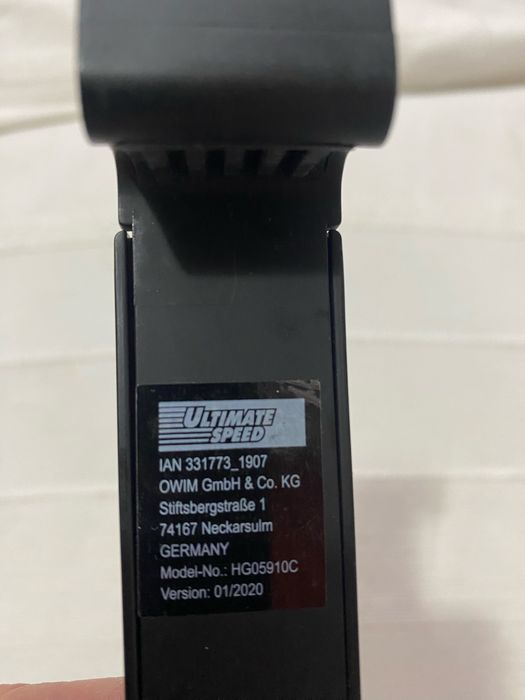 ULTIMATE
SPEED
IAN 331773_1907
OWIM GmbH & Co. KG
Stiftsbergstraße 1
74167 Neckarsulm
GERMANY
Model-No.: HG05910C
Version: 01/2020